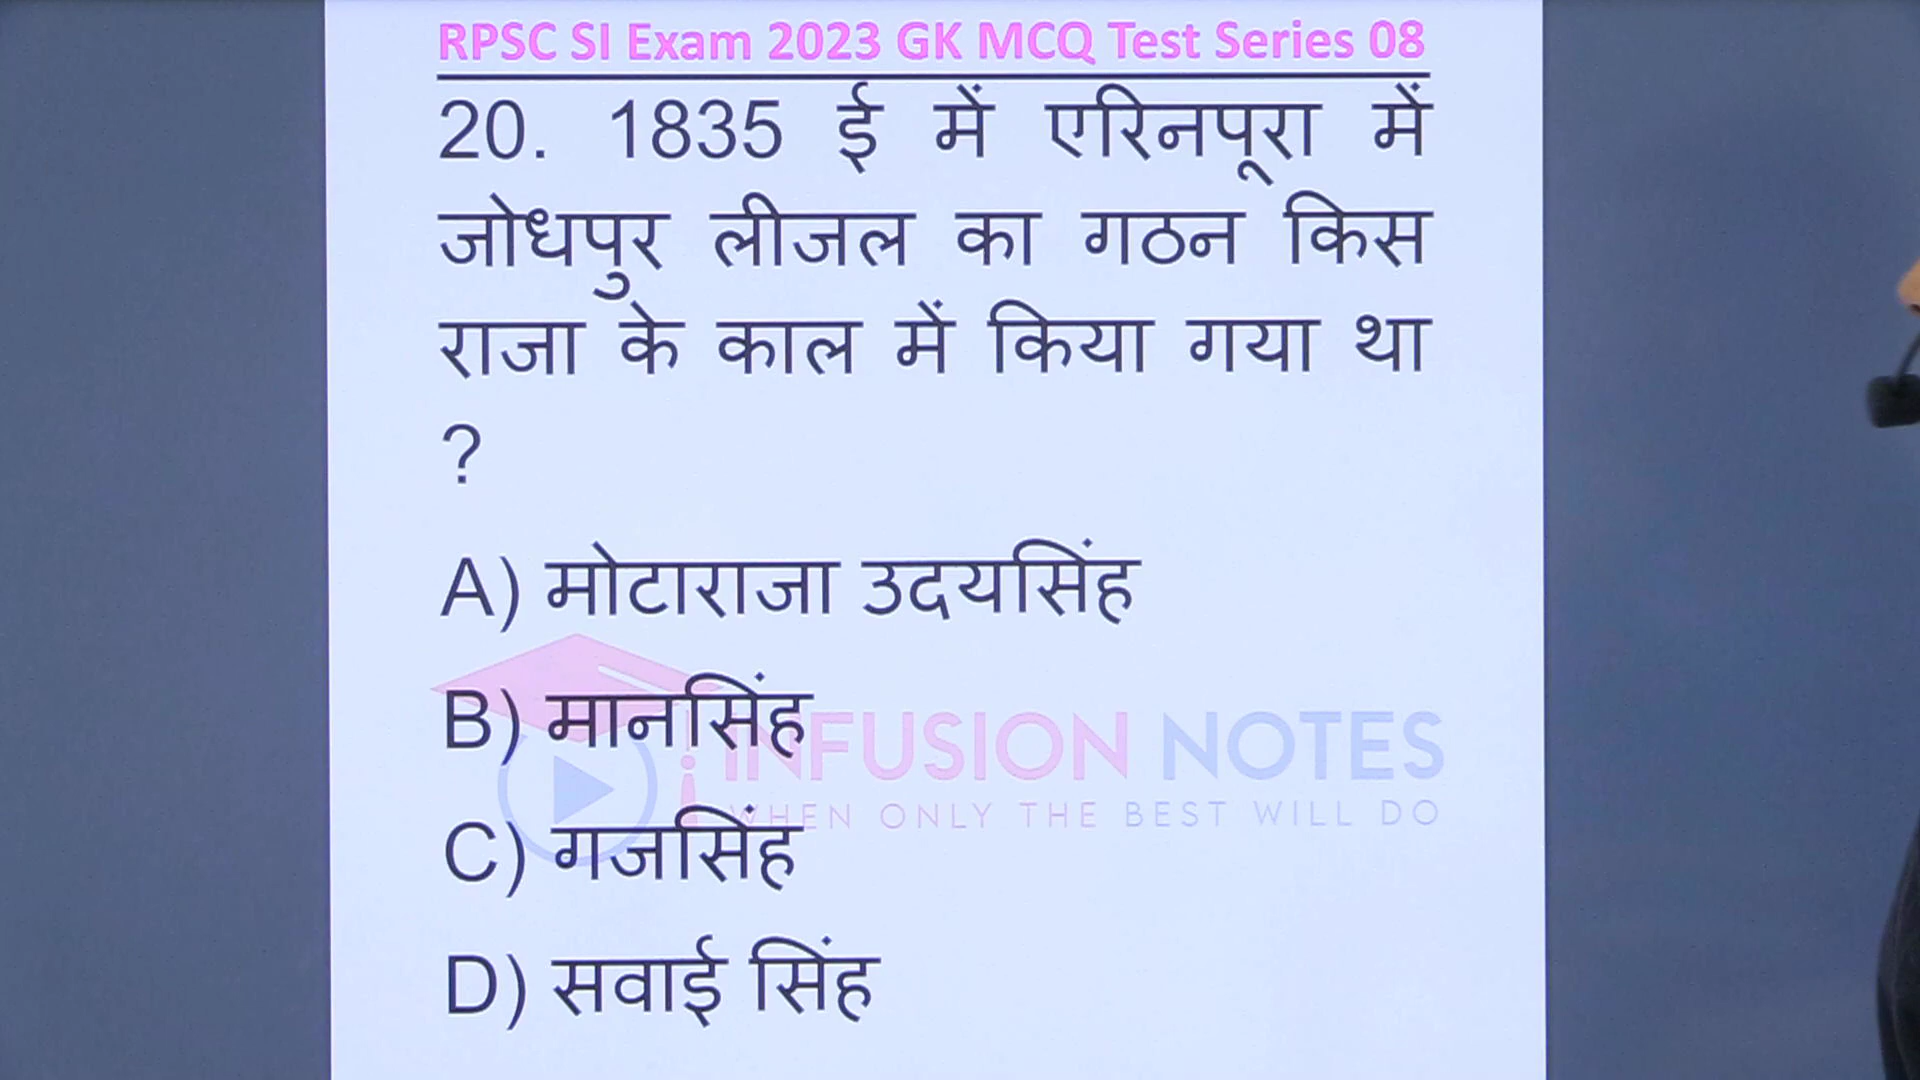 RPSC SI Exam 2023 GK MCQ Test Series 08
20. 1835 ई में एरिनपूरा में
जोधपुर लीजल का गठन किस
राजा के काल में किया गया था
?
A) मोटाराजा उदयसिंह
B) मानसिंह
INFUSION NOTES
WHEN ONLY THE BEST WILL DO
C) गजसिंह
D) सवाई सिंह